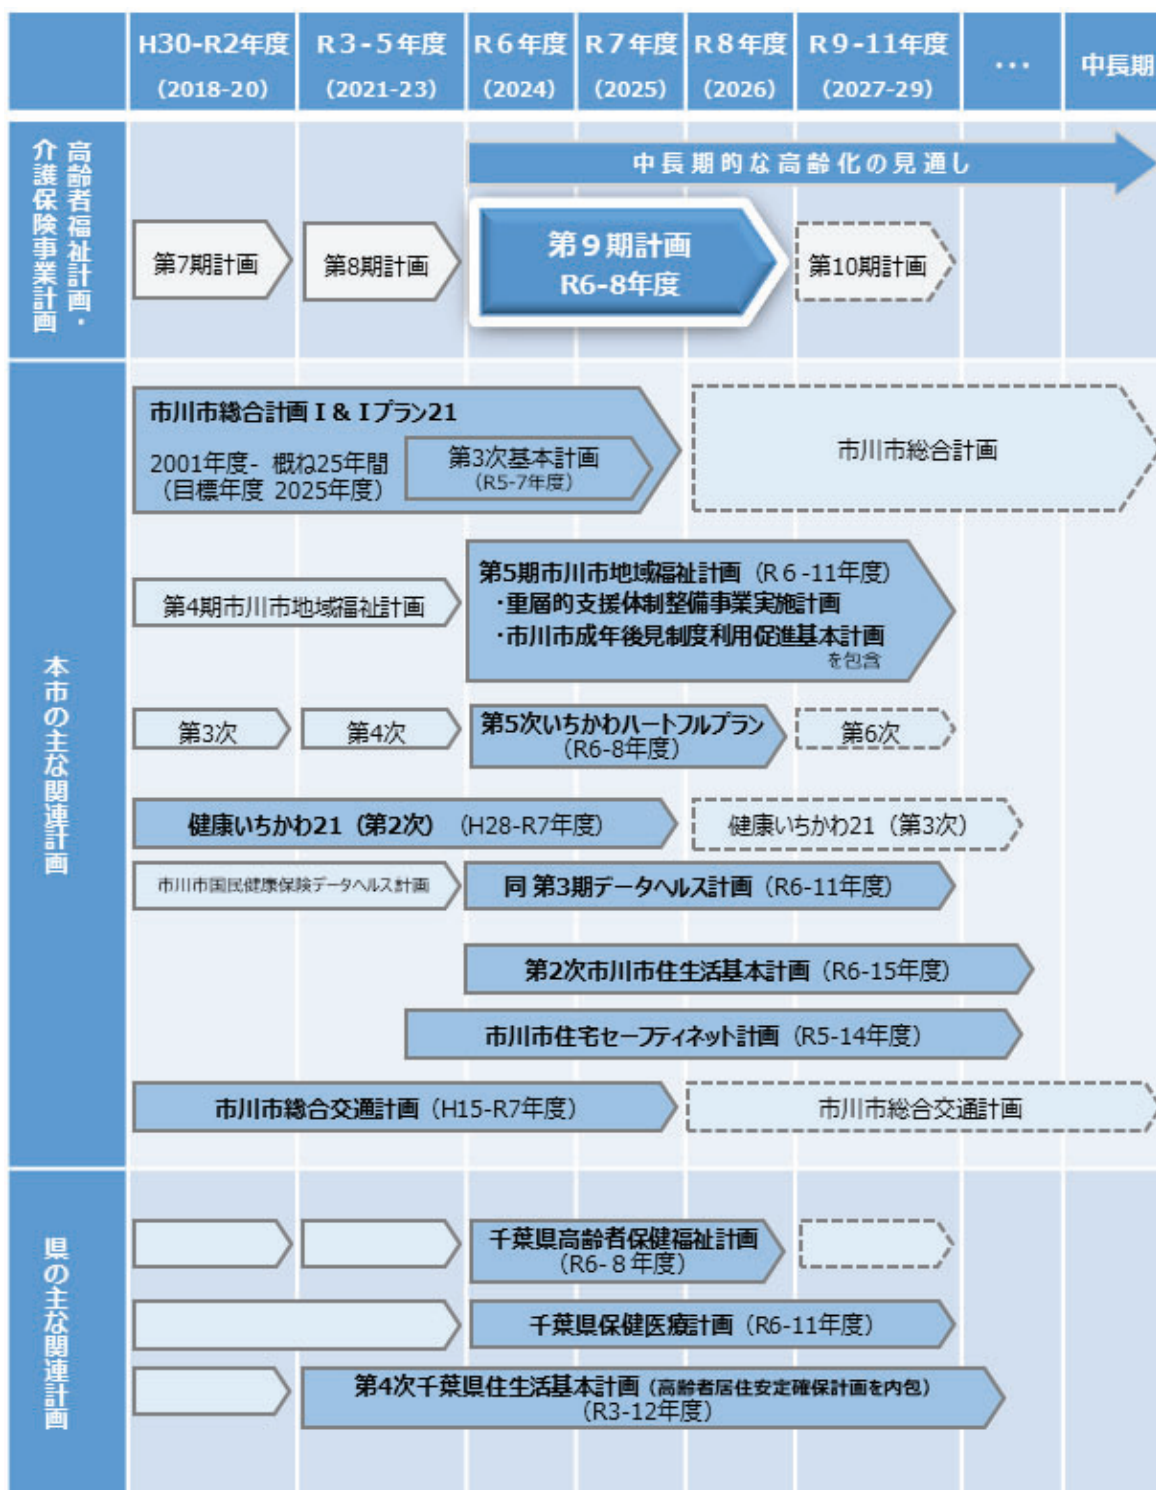 H30-R2年度
(2018-20)
R3-5年度
(2021-23)
R6年度
(2024)
R7年度
(2025)
R8年度
(2026)
R9-11年度
(2027-29)
・・・
中長期
高齢者福祉計画・
介護保険事業計画
中長期的な高齢化の見通し
第7期計画
第8期計画
第9期計画
R6-8年度
第10期計画
本市の主な関連計画
市川市総合計画Ⅰ&Ⅰプラン21
2001年度- 概ね25年間
(目標年度 2025年度)
第3次基本計画
(R5-7年度)
市川市総合計画
第4期市川市地域福祉計画
第5期市川市地域福祉計画(R6-11年度)
・重層的支援体制整備事業実施計画
・市川市成年後見制度利用促進基本計画
を包含
第3次
第4次
第5次いちかわハートフルプラン
(R6-8年度)
第6次
健康いちかわ21(第2次)(H28-R7年度)
健康いちかわ21(第3次)
市川市国民健康保険データヘルス計画
同 第3期データヘルス計画(R6-11年度)
第2次市川市住生活基本計画(R6-15年度)
市川市住宅セーフティネット計画(R5-14年度)
市川市総合交通計画(H15-R7年度)
市川市総合交通計画
県の主な関連計画
千葉県高齢者保健福祉計画
(R6-8年度)
千葉県保健医療計画(R6-11年度)
第4次千葉県住生活基本計画(高齢者居住安定確保計画を内包)
(R3-12年度)